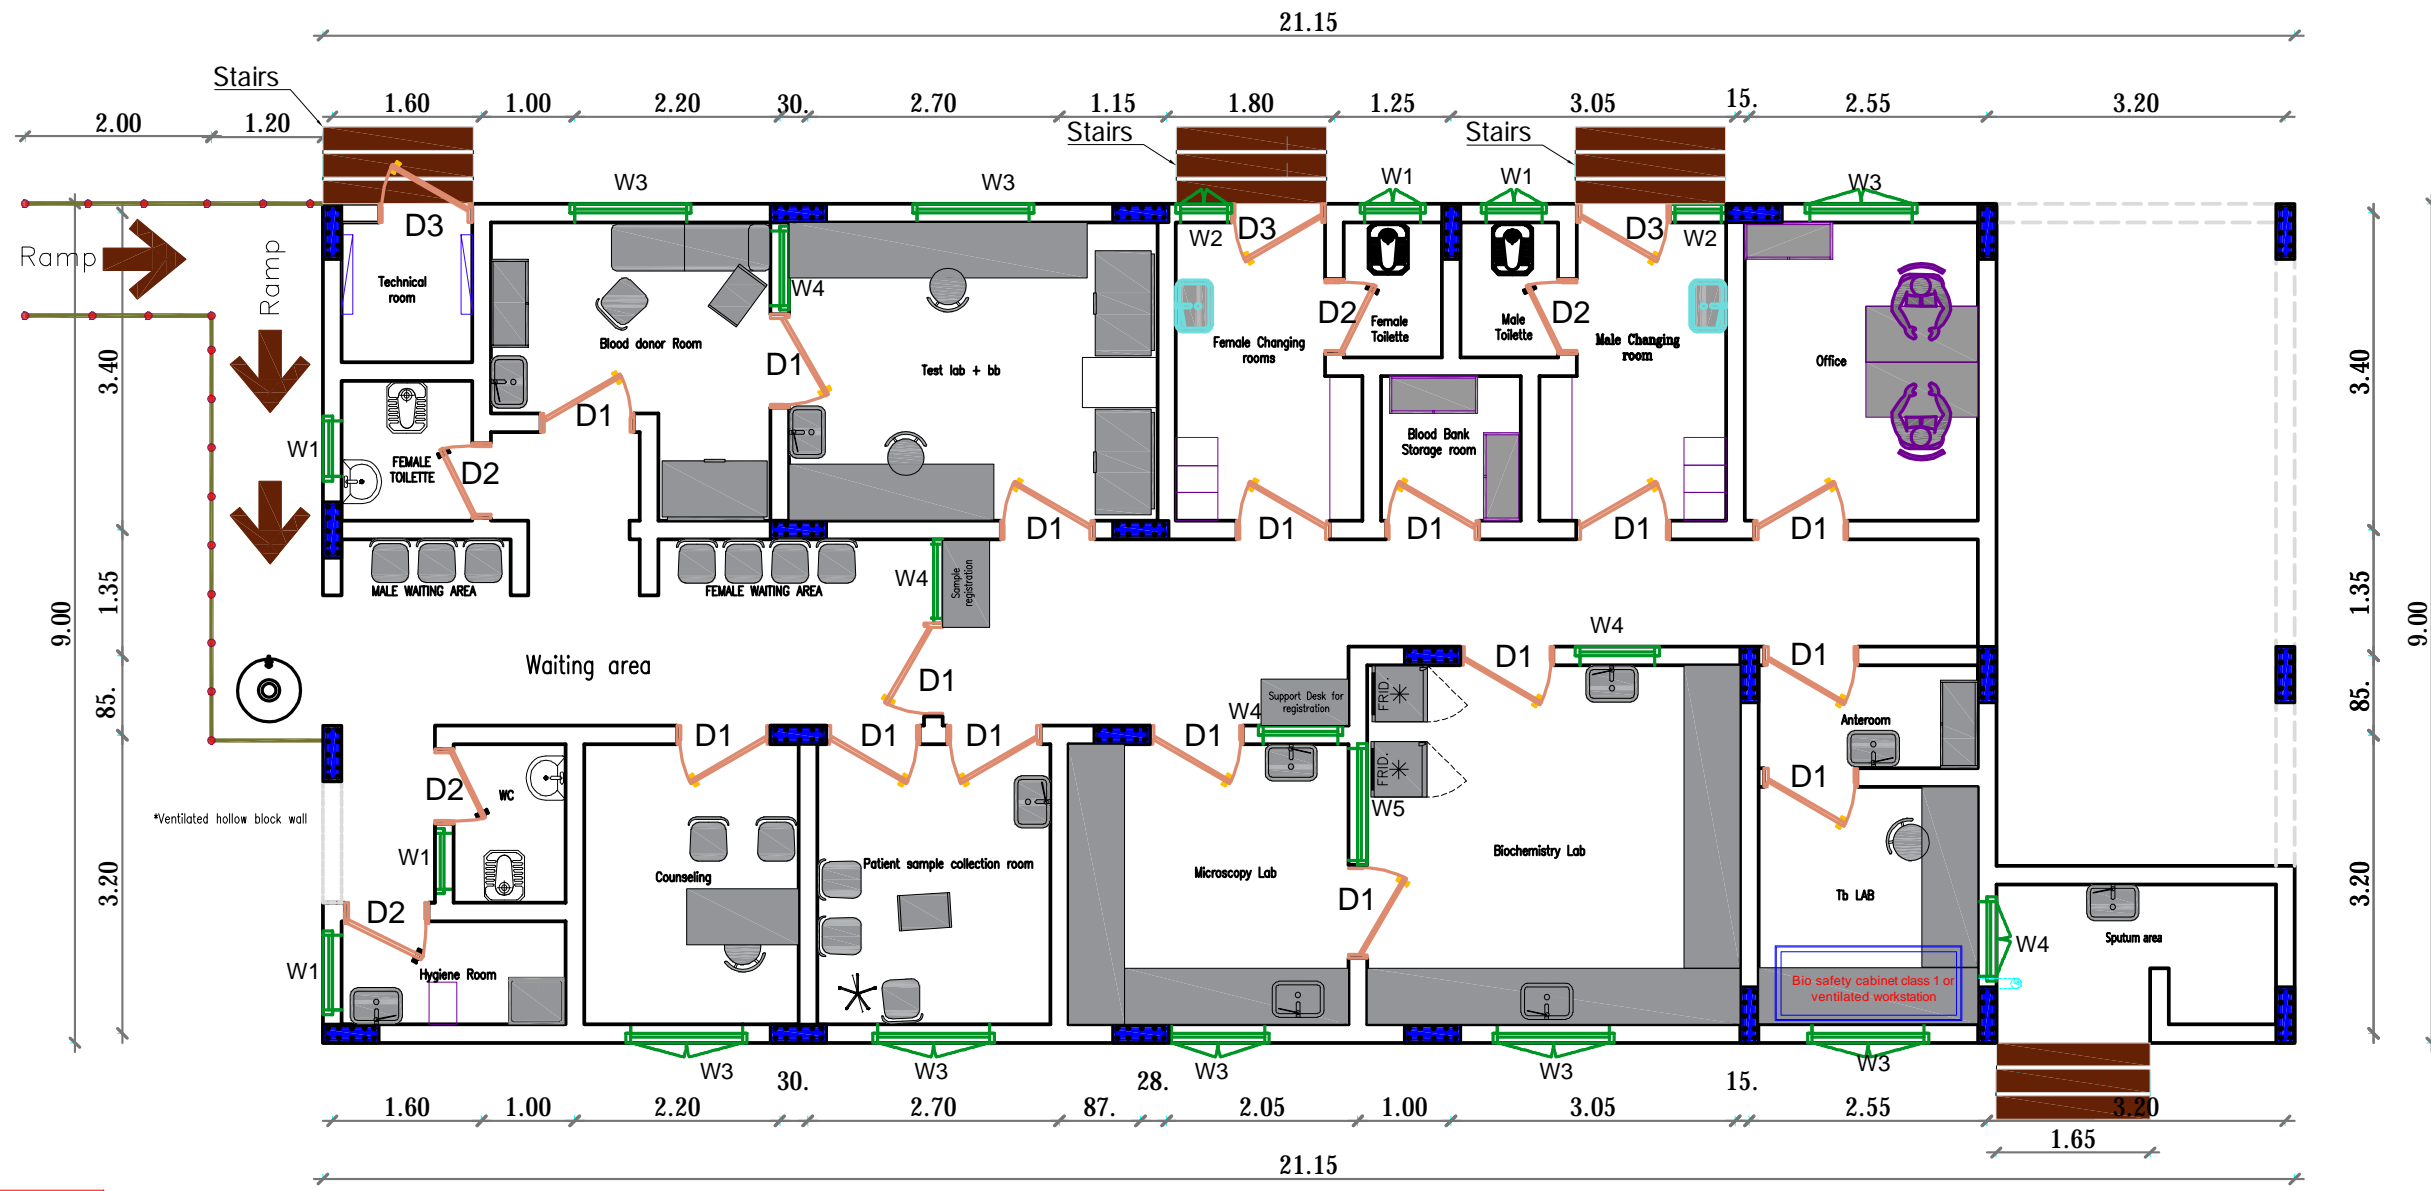 21.15
Stairs
1.60 1.00 2.20 30. 2.70 1.15 1.80 1.25 3.05 15. 2.55 3.20
2.00 1.20
Stairs
Stairs
W3 W3 W1 W1 W3
D3 W2 D3 D3 W2
Ramp
Ramp
Technical
room
W4
D2 D2
Blood donor Room
D1
Test lab + bb
Female Changing
rooms
Female
Toilette
Male
Toilette
Male Changing
room
Office
3.40
3.40
D1
W1
FEMALE
TOILETTE
D2
Blood Bank
Storage room
D1 D1 D1 D1 D1
MALE WAITING AREA
FEMALE WAITING AREA
W4
Sample
registration
1.35
1.35
9.00
9.00
Waiting area
D1
W4
D1
D1
Support Desk for
registration
W4
FRID.
FRID.
85.
85.
Anteroom
D1 D1 D1 D1
D2
WC
D1
W5
*Ventilated hollow block wall
W1
Counseling
Patient sample collection room
Microscopy Lab
Biochemistry Lab
D1
Tb LAB
3.20
3.20
D2
Sputum area
W4
W1
Hygiene Room
Bio safety cabinet class 1 or
ventilated workstation
W3 W3 W3 W3 W3
30. 28. 15.
1.60 1.00 2.20 2.70 87. 2.05 1.00 3.05 2.55 3.20
1.65
21.15